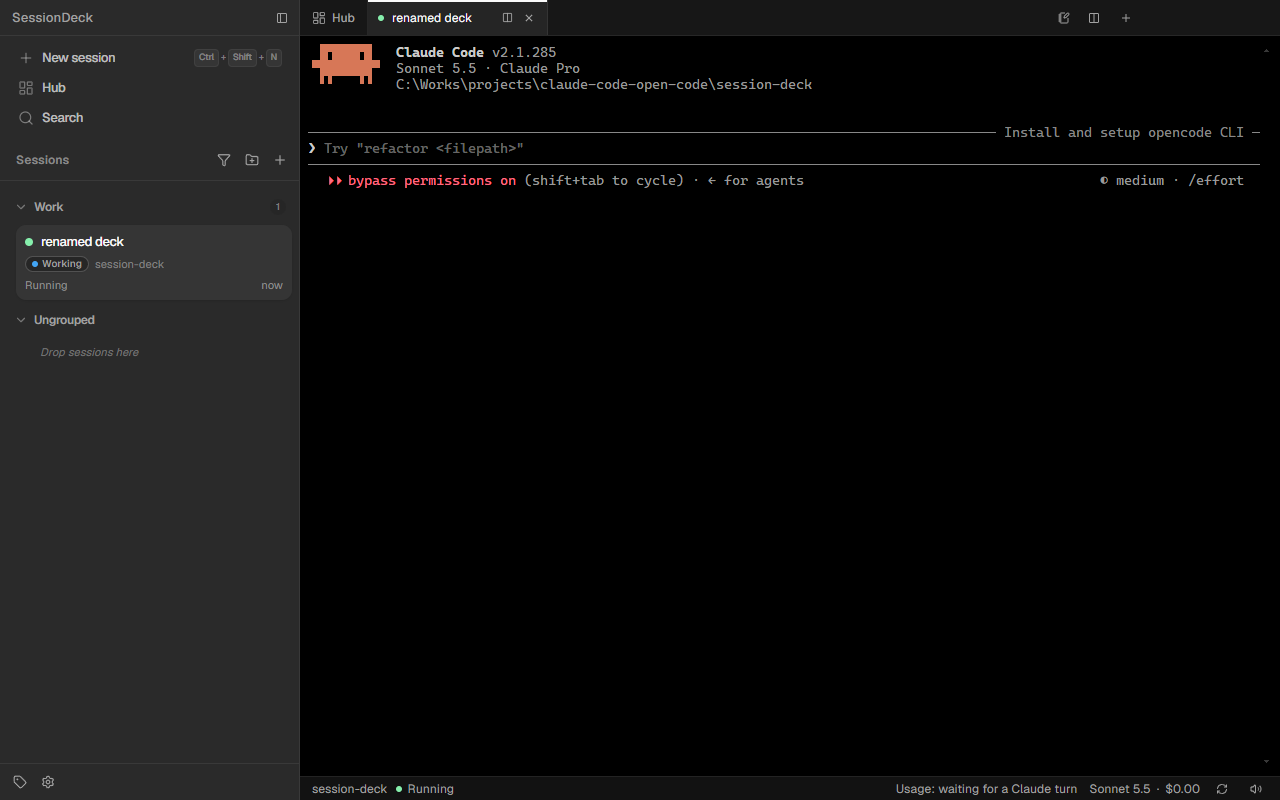 SessionDeck
New session
Ctrl + Shift + N
Hub
Search
Sessions
Work
1
renamed deck
Working
session-deck
Running
now
Ungrouped
Drop sessions here
Hub
renamed deck
Claude Code v2.1.285
Sonnet 5.5 · Claude Pro
C:\Works\projects\claude-code-open-code\session-deck
Install and setup opencode CLI
❯ Try "refactor <filepath>"
bypass permissions on (shift+tab to cycle) · ← for agents
◐ medium · /effort
session-deck
Running
Usage: waiting for a Claude turn
Sonnet 5.5 · $0.00